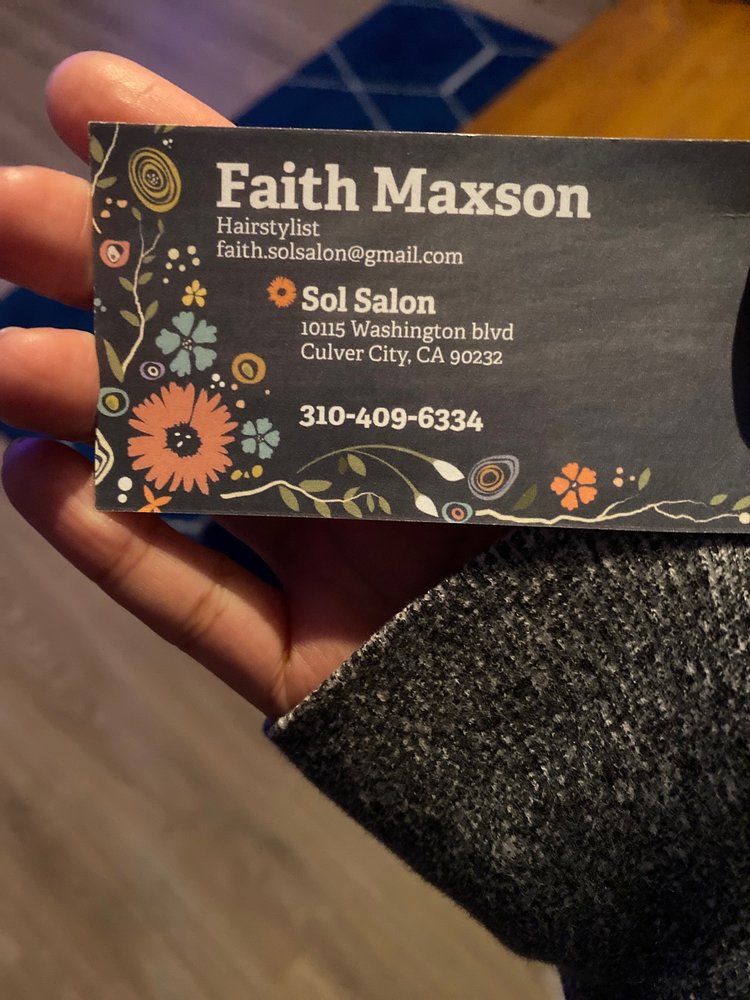 Faith Maxson
Hairstylist
faith.solsalon@gmail.com
Sol Salon
10115 Washington blvd
Culver City, CA 90232
310-409-6334